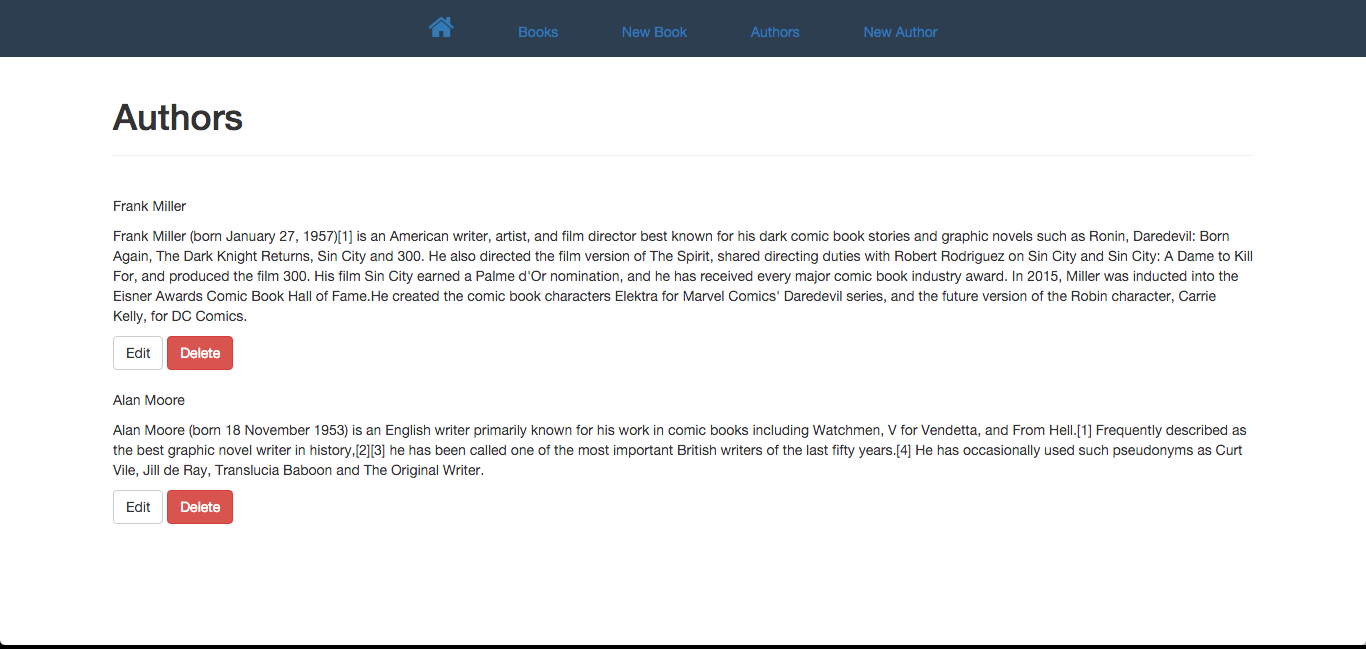 Books New Book Authors New Author
Authors
Frank Miller
Frank Miller (born January 27, 1957)[1] is an American writer, artist, and film director best known for his dark comic book stories and graphic novels such as Ronin, Daredevil: Born
Again, The Dark Knight Returns, Sin City and 300. He also directed the film version of The Spirit, shared directing duties with Robert Rodriguez on Sin City and Sin City: A Dame to Kill
For, and produced the film 300. His film Sin City earned a Palme d'Or nomination, and he has received every major comic book industry award. In 2015, Miller was inducted into the
Eisner Awards Comic Book Hall of Fame.He created the comic book characters Elektra for Marvel Comics' Daredevil series, and the future version of the Robin character, Carrie
Kelly, for DC Comics.
Edit Delete
Alan Moore
Alan Moore (born 18 November 1953) is an English writer primarily known for his work in comic books including Watchmen, V for Vendetta, and From Hell.[1] Frequently described as
the best graphic novel writer in history,[2][3] he has been called one of the most important British writers of the last fifty years.[4] He has occasionally used such pseudonyms as Curt
Vile, Jill de Ray, Translucia Baboon and The Original Writer.
Edit Delete